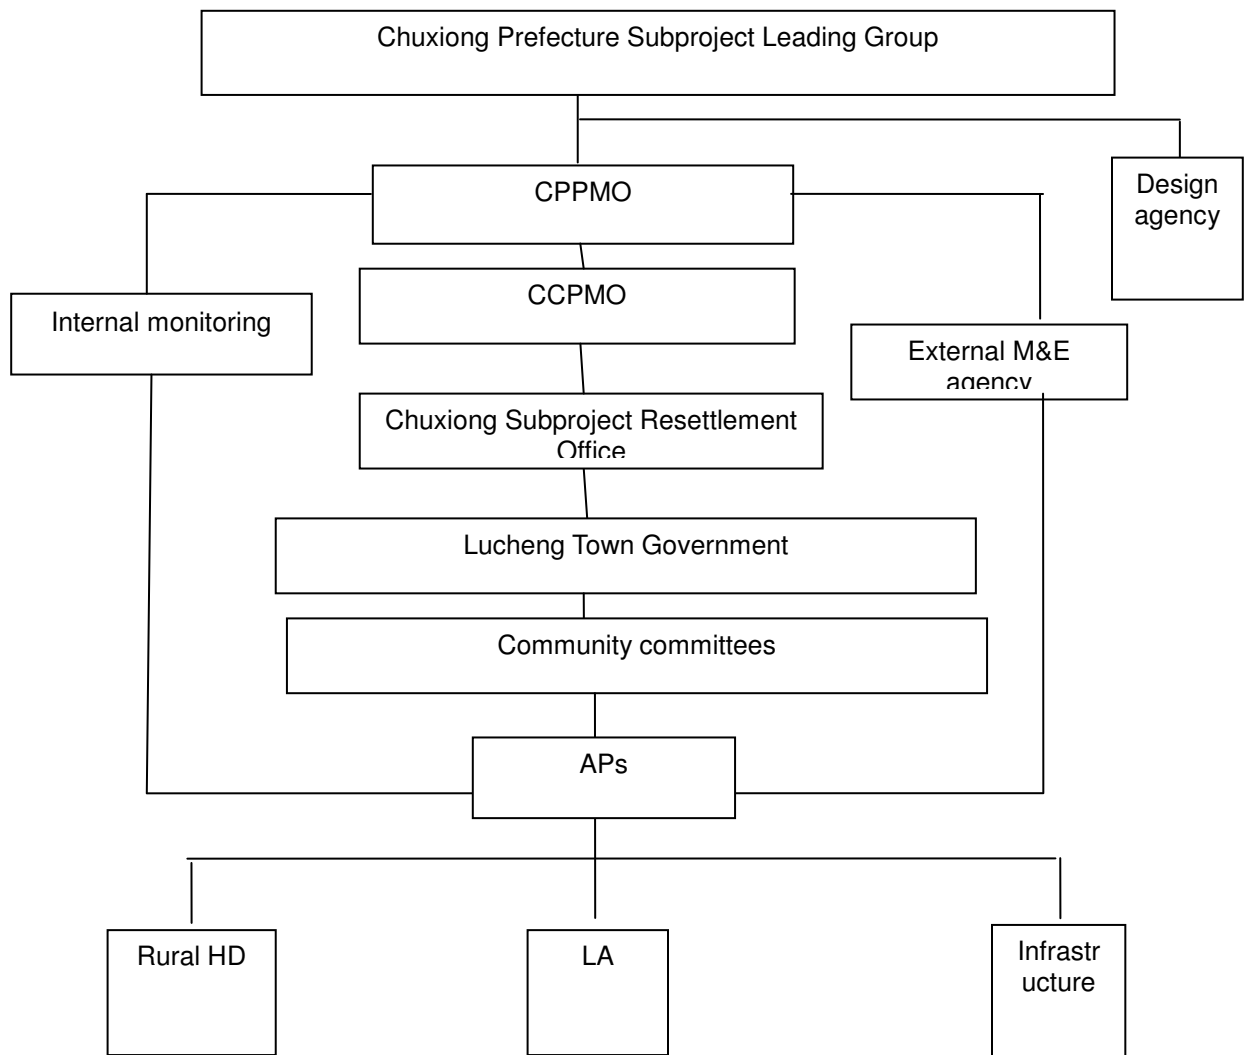 Chuxiong Prefecture Subproject Leading Group
CPPMO
Design
agency
CCPMO
Internal monitoring
External M&E
agency
Chuxiong Subproject Resettlement
Office
Lucheng Town Government
Community committees
APs
Rural HD
LA
Infrastr
ucture